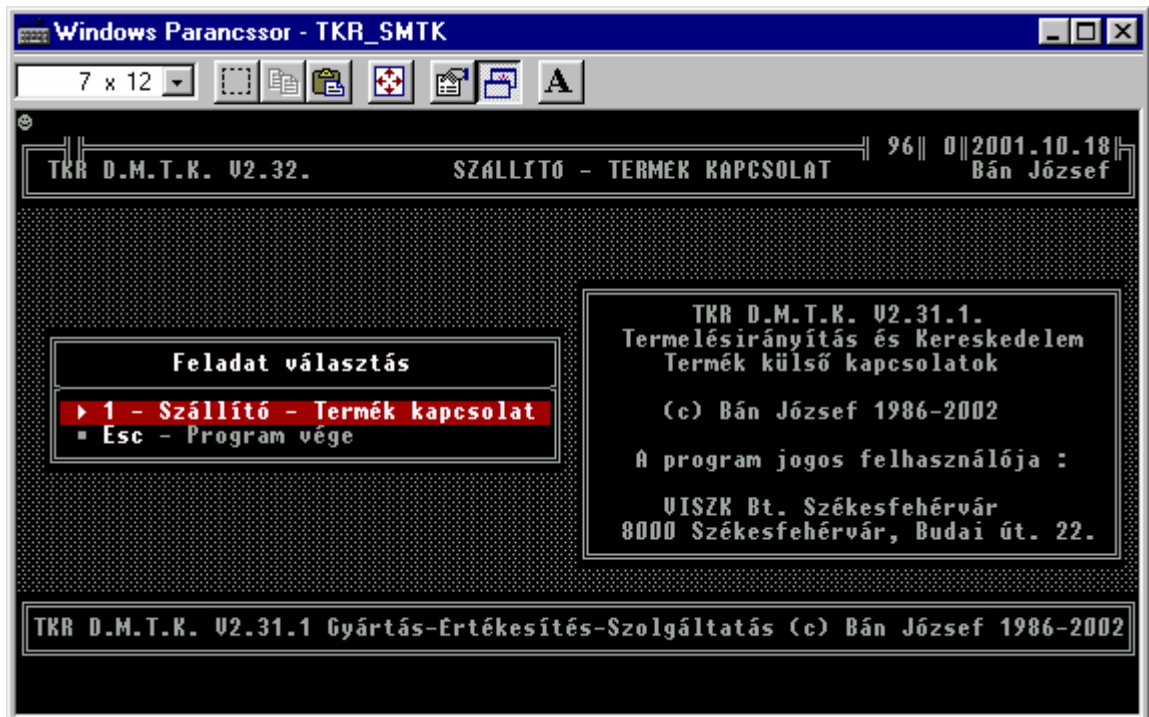 Windows Parancssor - TKR_SMTK
7 x 12
A
96 0 2001.10.18
TKR D.M.T.K. V2.32. SZÁLLÍTÓ - TERMÉK KAPCSOLAT Bán József
TKR D.M.T.K. V2.31.1.
Termelésirányítás és Kereskedelem
Termék külső kapcsolatok
(c) Bán József 1986-2002
A program jogos felhasználója :
VISZK Bt. Székesfehérvár
8000 Székesfehérvár, Budai út. 22.
Feladat választás
1 - Szállító - Termék kapcsolat
Esc - Program vége
TKR D.M.T.K. V2.31.1 Gyártás-Értékesítés-Szolgáltatás (c) Bán József 1986-2002